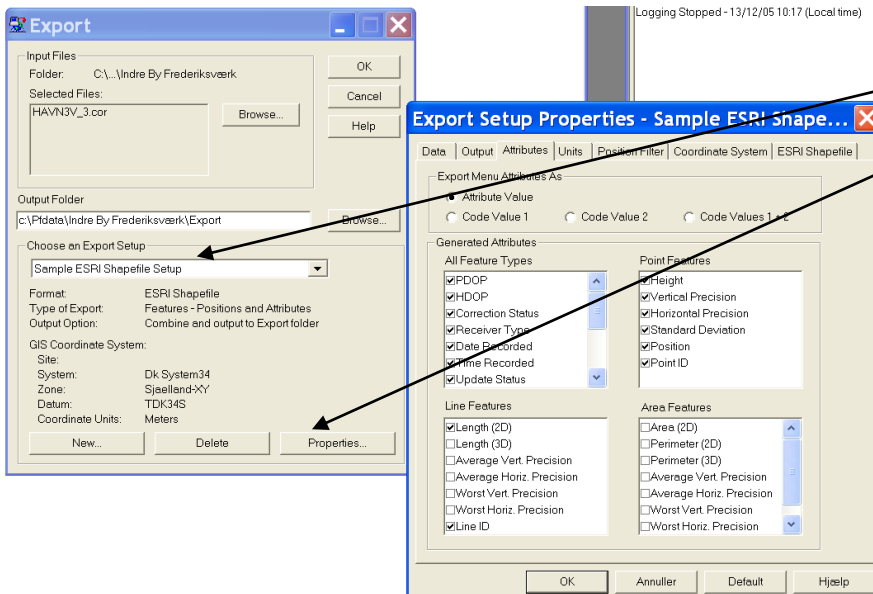 Export
Input Files
Folder: C:\...\Indre By Frederiksværk
Selected Files:
HAVN3V_3.cor
Browse...
OK
Cancel
Help
Output Folder
c:\Pfdata\Indre By Frederiksværk\Export
Browse...
Choose an Export Setup
Sample ESRI Shapefile Setup
Format: ESRI Shapefile
Type of Export: Features - Positions and Attributes
Output Option: Combine and output to Export folder
GIS Coordinate System:
Site:
System: Dk System34
Zone: Sjaelland-XY
Datum: TDK34S
Coordinate Units: Meters
New... Delete Properties...
Logging Stopped - 13/12/05 10:17 (Local time)
Export Setup Properties - Sample ESRI Shape...
Data Output Attributes Units Position Filter Coordinate System ESRI Shapefile
Export Menu Attributes As
Attribute Value
Code Value 1 Code Value 2 Code Values 1 + 2
Generated Attributes
All Feature Types
PDOP
HDOP
Correction Status
Receiver Type
Date Recorded
Time Recorded
Update Status
Point Features
Height
Vertical Precision
Horizontal Precision
Standard Deviation
Position
Point ID
Line Features
Length (2D)
Length (3D)
Average Vert. Precision
Average Horiz. Precision
Worst Vert. Precision
Worst Horiz. Precision
Line ID
Area Features
Area (2D)
Perimeter (2D)
Perimeter (3D)
Average Vert. Precision
Average Horiz. Precision
Worst Vert. Precision
Worst Horiz. Precision
OK Annuller Default Hjælp